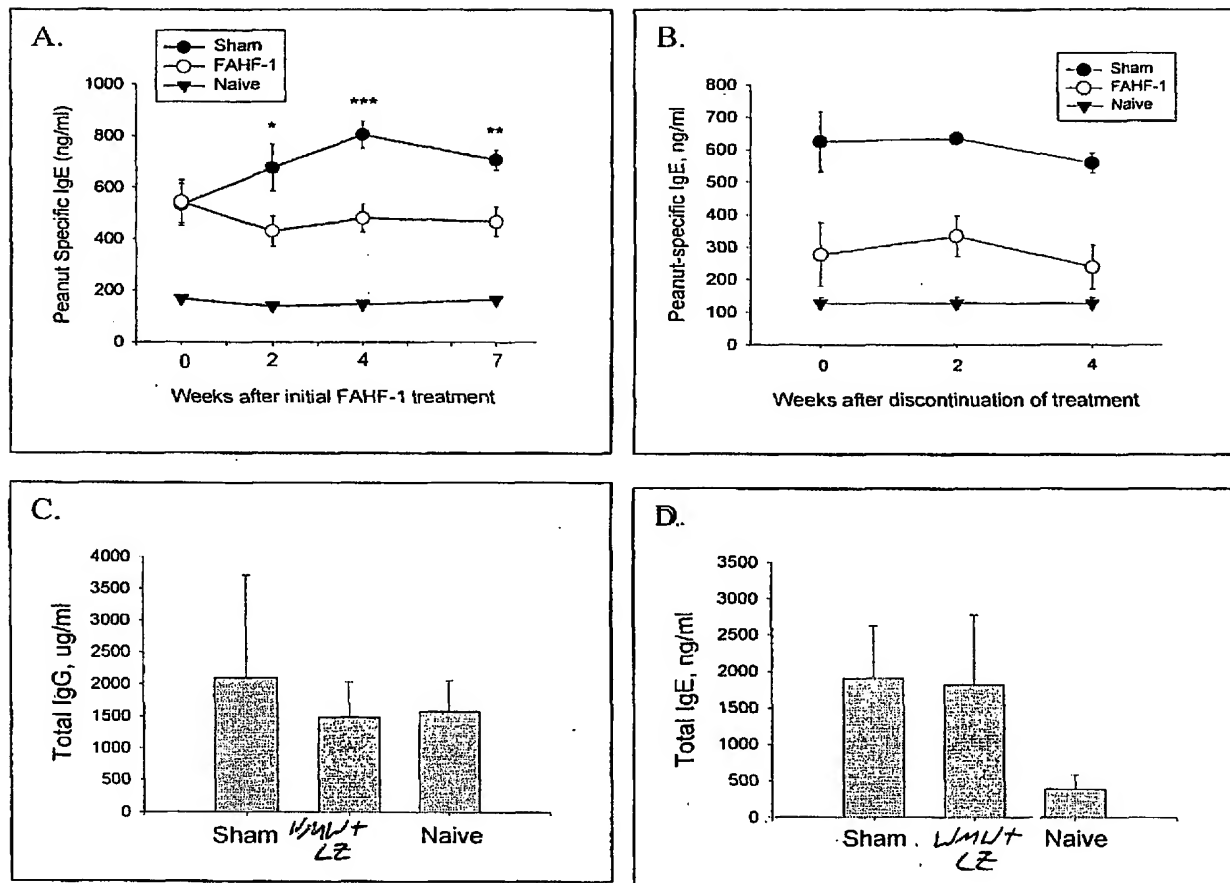 A.
Sham
FAHF-1
Naive
Peanut Specific IgE (ng/ml)
1000
800
600
400
200
0
*
***
**
0 2 4 7
Weeks after initial FAHF-1 treatment
B.
Sham
FAHF-1
Naive
Peanut-specific IgE, ng/ml
800
700
600
500
400
300
200
100
0
0 2 4
Weeks after discontinuation of treatment
C.
Total IgG, ug/ml
4000
3500
3000
2500
2000
1500
1000
500
0
Sham WMW+ Naive
LZ
D.
Total IgE, ng/ml
3500
3000
2500
2000
1500
1000
500
0
Sham WMW+ Naive
LZ